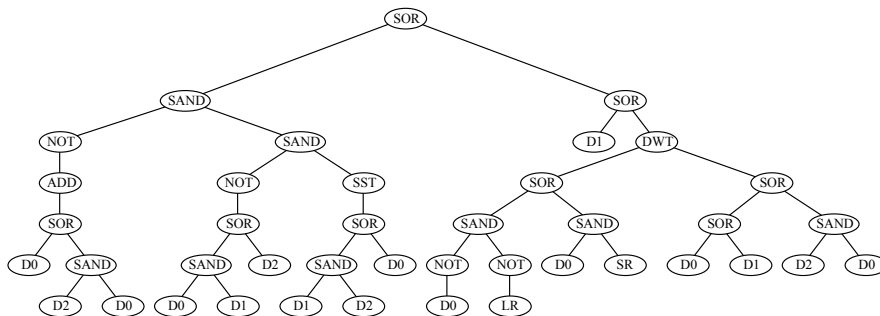 SOR
SAND SOR
NOT SAND D1 DWT
ADD NOT SST SOR SOR
SOR SOR SOR SAND SAND SOR SAND
D0 SAND SAND D2 SAND D0 NOT NOT D0 SR D0 D1 D2 D0
D2 D0 D0 D1 D1 D2 D0 LR